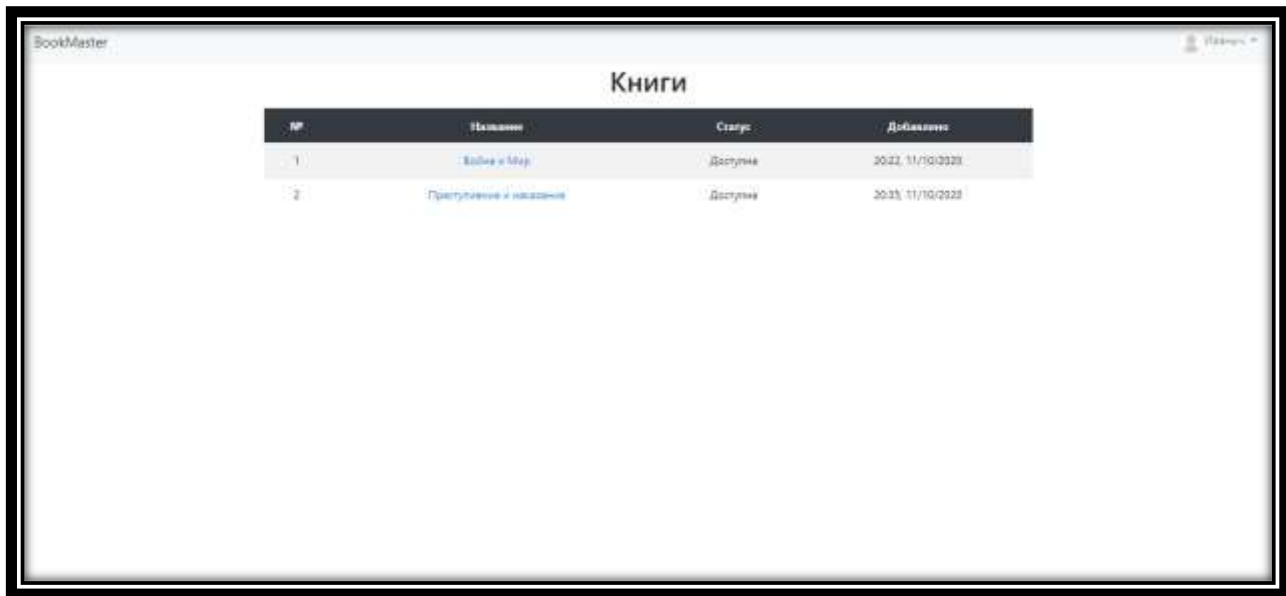 BookMaster
Книги
№ Название Статус Добавлено
1 Война и Мир Доступна 20:22, 11/10/2020
2 Преступление и наказание Доступна 20:35, 11/10/2020